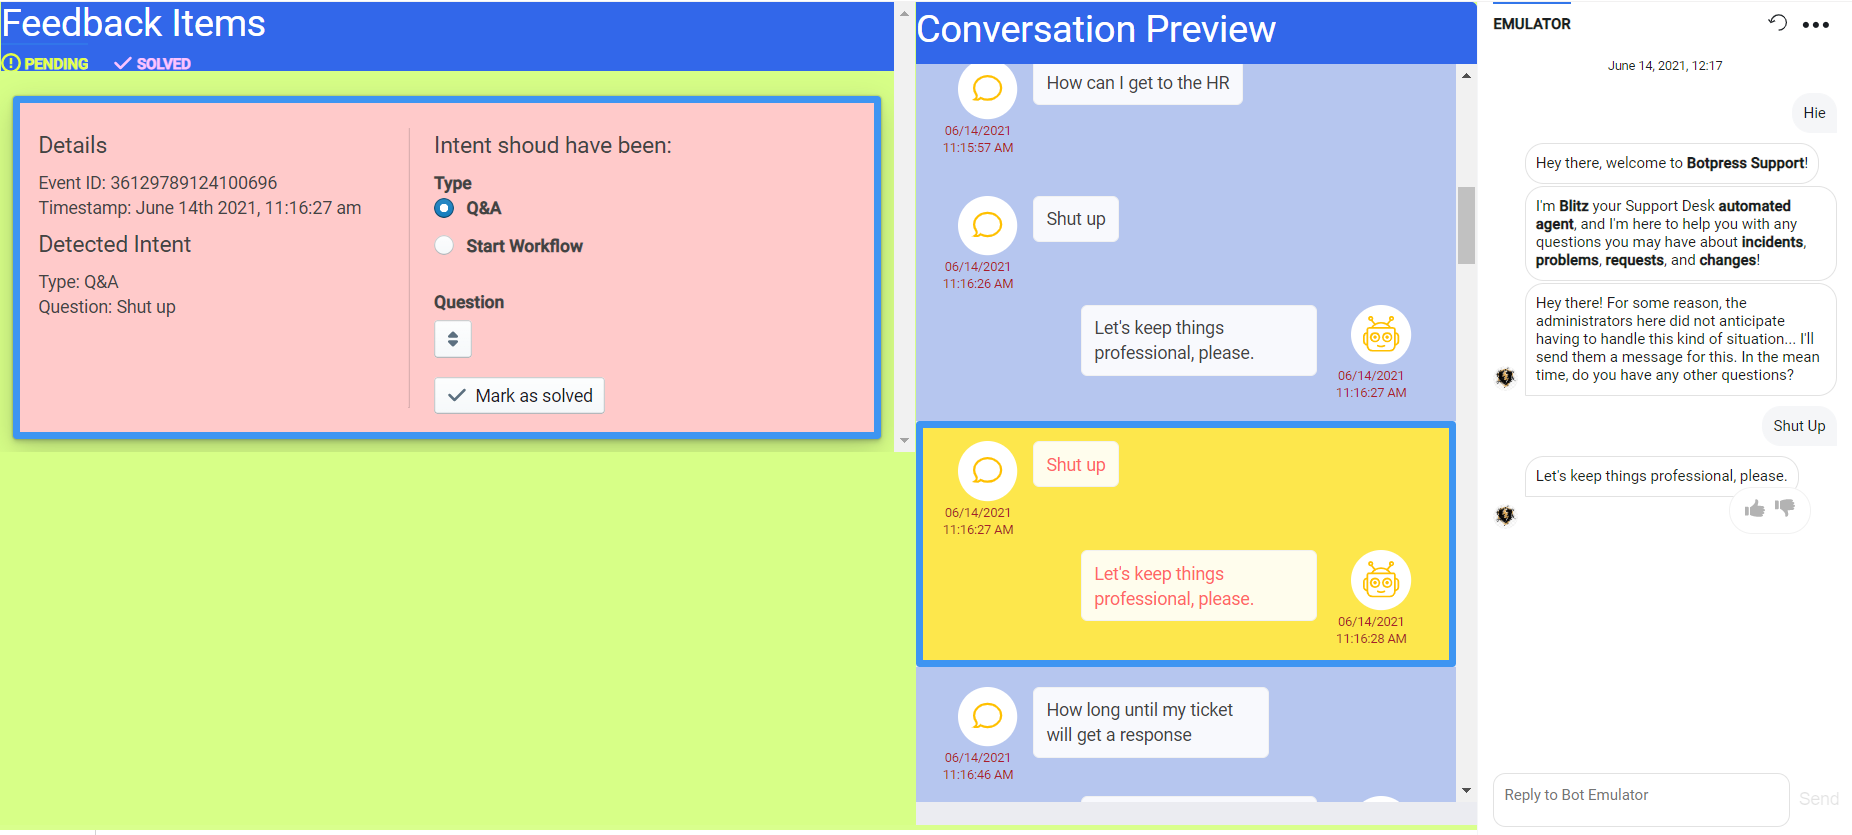 Feedback Items
PENDING
SOLVED
Details
Event ID: 36129789124100696
Timestamp: June 14th 2021, 11:16:27 am
Detected Intent
Type: Q&A
Question: Shut up
Intent shoud have been:
Type
Q&A
Start Workflow
Question
Mark as solved
Conversation Preview
How can I get to the HR
06/14/2021
11:15:57 AM
Shut up
06/14/2021
11:16:26 AM
Let's keep things
professional, please.
06/14/2021
11:16:27 AM
Shut up
06/14/2021
11:16:27 AM
Let's keep things
professional, please.
06/14/2021
11:16:28 AM
How long until my ticket
will get a response
06/14/2021
11:16:46 AM
EMULATOR
June 14, 2021, 12:17
Hie
Hey there, welcome to Botpress Support!
I'm Blitz your Support Desk automated
agent, and I'm here to help you with any
questions you may have about incidents,
problems, requests, and changes!
Hey there! For some reason, the
administrators here did not anticipate
having to handle this kind of situation... I'll
send them a message for this. In the mean
time, do you have any other questions?
Shut Up
Let's keep things professional, please.
Reply to Bot Emulator
Send